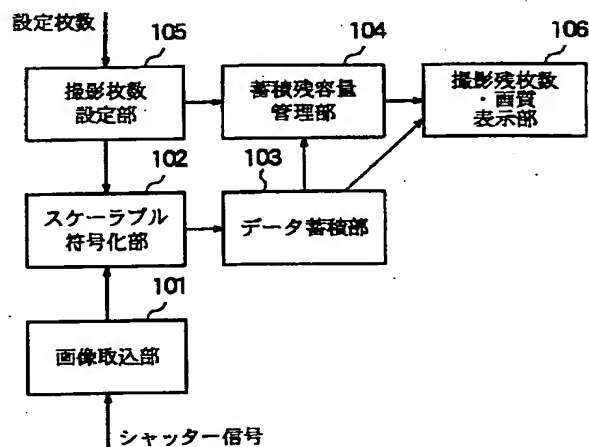 設定枚数
105
撮影枚数
設定部
104
蓄積残容量
管理部
106
撮影残枚数
・画質
表示部
102
スケーラブル
符号化部
103
データ蓄積部
101
画像取込部
シャッター信号